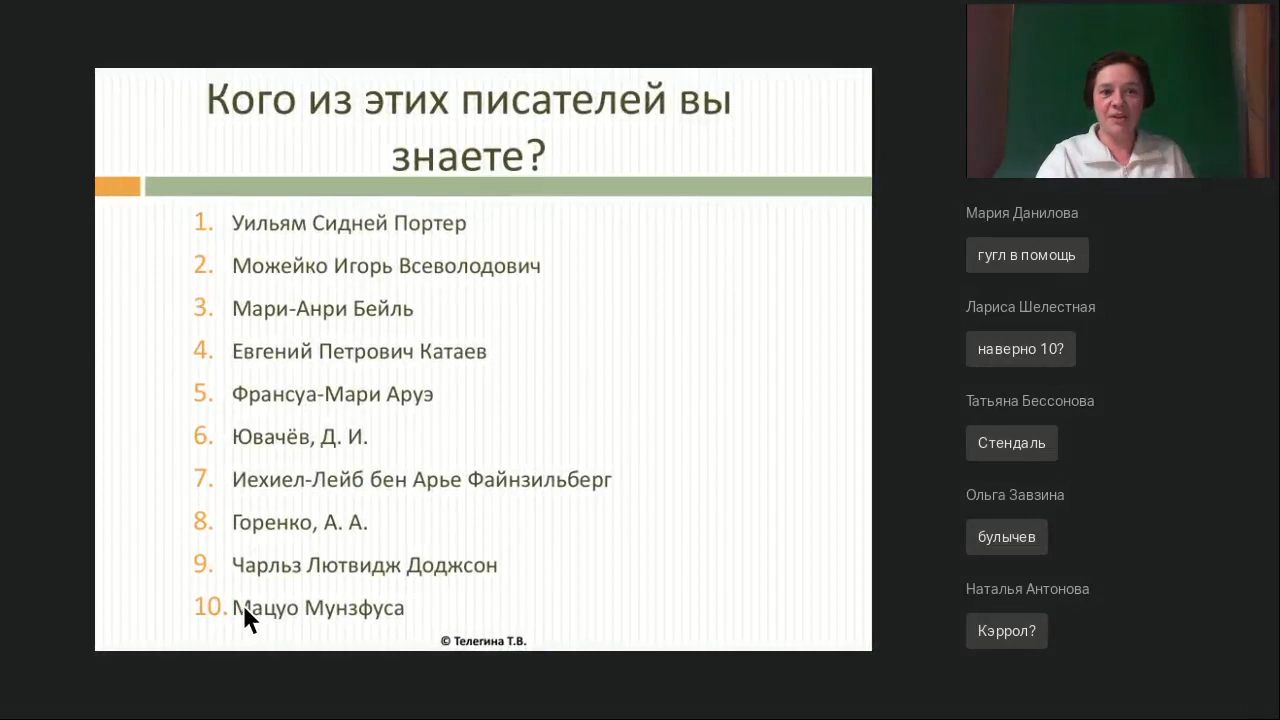 Кого из этих писателей вы
знаете?
1. Уильям Сидней Портер
2. Можейко Игорь Всеволодович
3. Мари-Анри Бейль
4. Евгений Петрович Катаев
5. Франсуа-Мари Аруэ
6. Ювачёв, Д. И.
7. Иехиел-Лейб бен Арье Файнзильберг
8. Горенко, А. А.
9. Чарльз Лютвидж Доджсон
10. Мацуо Мунзфуса
© Телегина Т.В.
Мария Данилова
гугл в помощь
Лариса Шелестная
наверно 10?
Татьяна Бессонова
Стендаль
Ольга Завзина
булычев
Наталья Антонова
Кэррол?